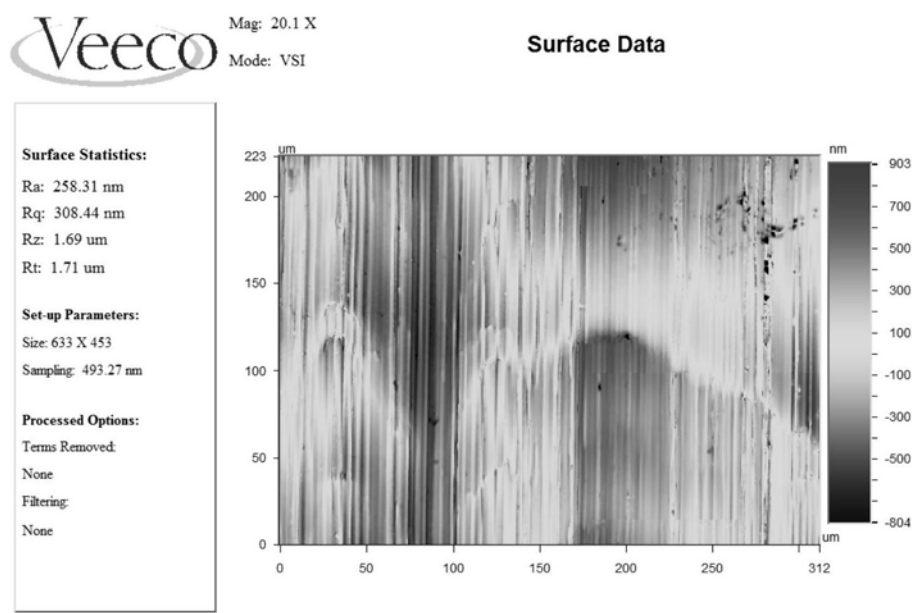 Veeco
Mag: 20.1 X
Mode: VSI
Surface Data
Surface Statistics:
Ra: 258.31 nm
Rq: 308.44 nm
Rz: 1.69 um
Rt: 1.71 um
Set-up Parameters:
Size: 633 X 453
Sampling: 493.27 nm
Processed Options:
Terms Removed:
None
Filtering:
None
um
223
200
150
100
50
0
0 50 100 150 200 250 312
um
nm
903
700
500
300
100
-100
-300
-500
-804